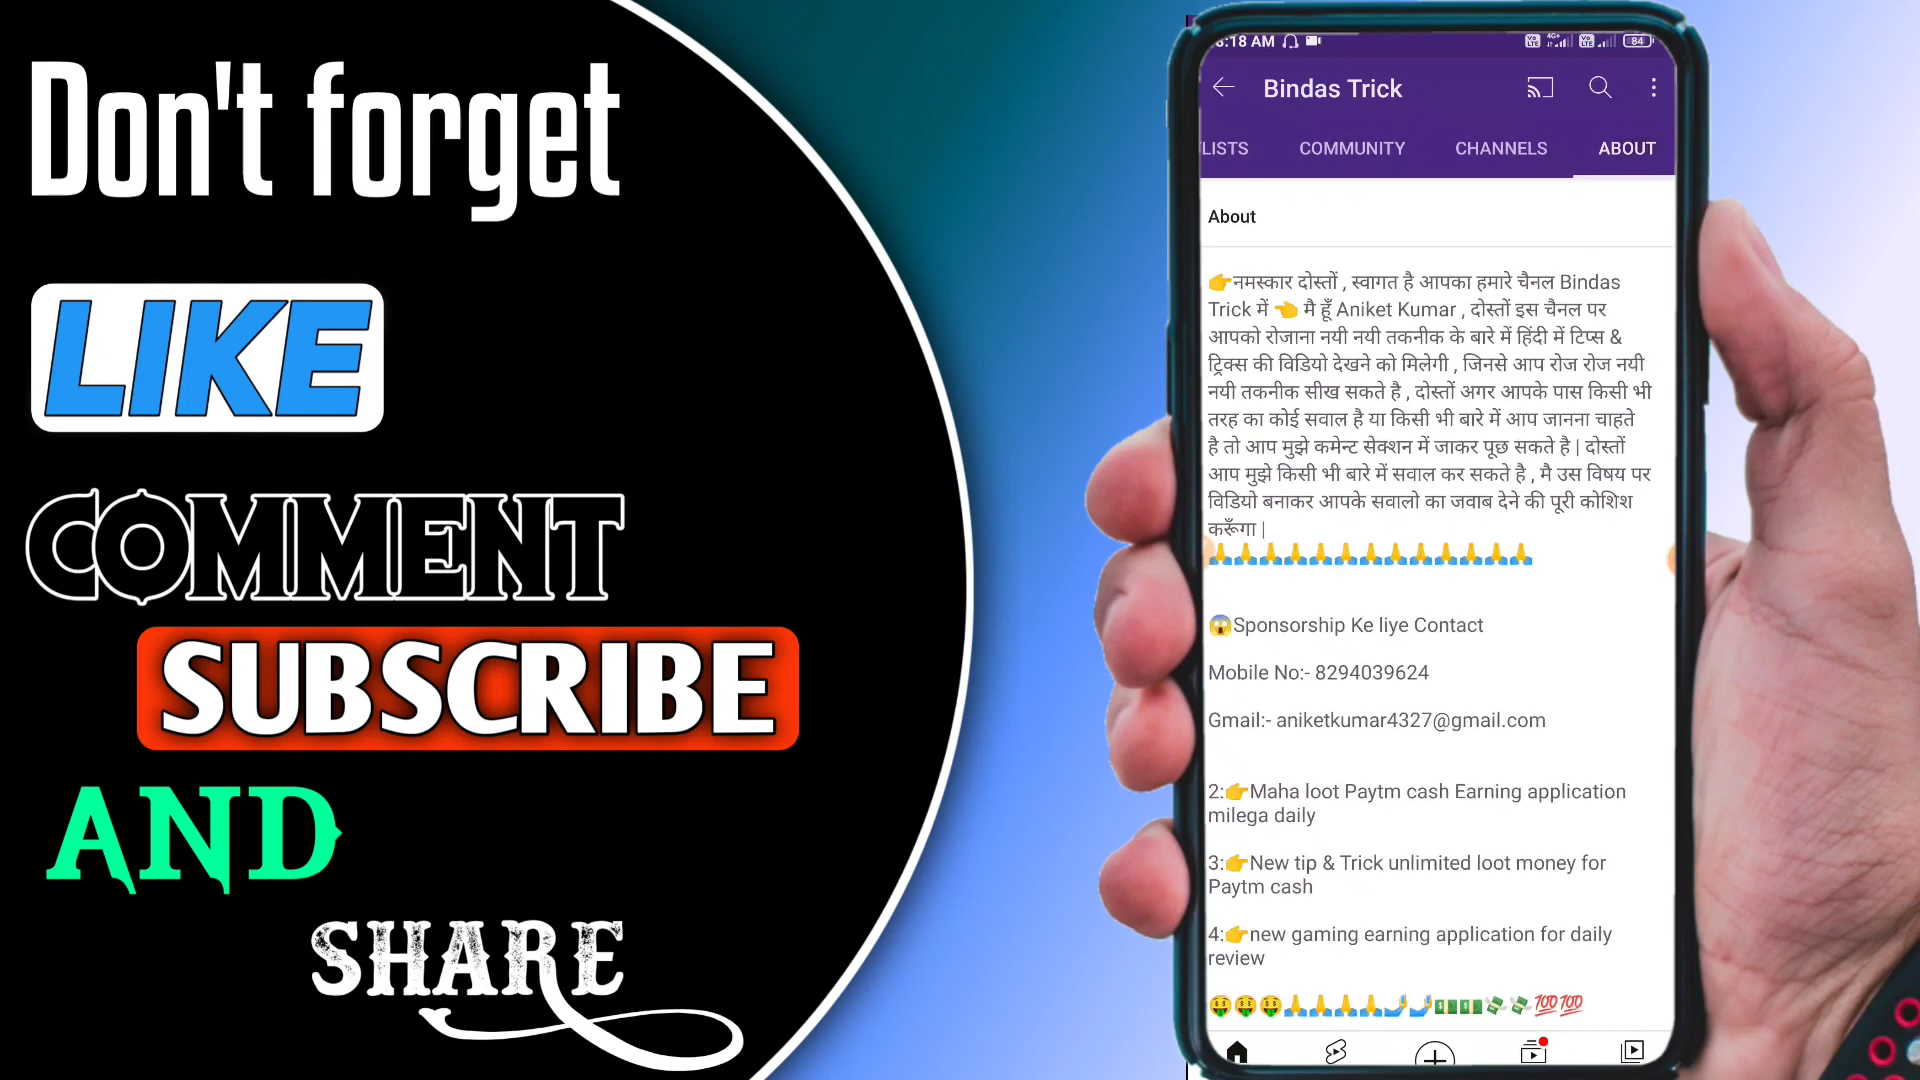 Don't forget
LIKE
COMMENT
SUBSCRIBE
AND
SHARE
:18 AM
84
Bindas Trick
LISTS COMMUNITY CHANNELS ABOUT
About
👉नमस्कार दोस्तों , स्वागत है आपका हमारे चैनल Bindas
Trick में 👈 मै हूँ Aniket Kumar , दोस्तों इस चैनल पर
आपको रोजाना नयी नयी तकनीक के बारे में हिंदी में टिप्स &
ट्रिक्स की विडियो देखने को मिलेगी , जिनसे आप रोज रोज नयी
नयी तकनीक सीख सकते है , दोस्तों अगर आपके पास किसी भी
तरह का कोई सवाल है या किसी भी बारे में आप जानना चाहते
है तो आप मुझे कमेन्ट सेक्शन में जाकर पूछ सकते है | दोस्तों
आप मुझे किसी भी बारे में सवाल कर सकते है , मै उस विषय पर
विडियो बनाकर आपके सवालो का जवाब देने की पूरी कोशिश
करूँगा |
🙏🙏🙏🙏🙏🙏🙏🙏🙏🙏🙏🙏🙏
😱Sponsorship Ke liye Contact
Mobile No:- 8294039624
Gmail:- aniketkumar4327@gmail.com
2:👉Maha loot Paytm cash Earning application
milega daily
3:👉New tip & Trick unlimited loot money for
Paytm cash
4:👉new gaming earning application for daily
review
🤑🤑🤑🙏🙏🙏🙏🤳🤳💵💵💸💸💯💯